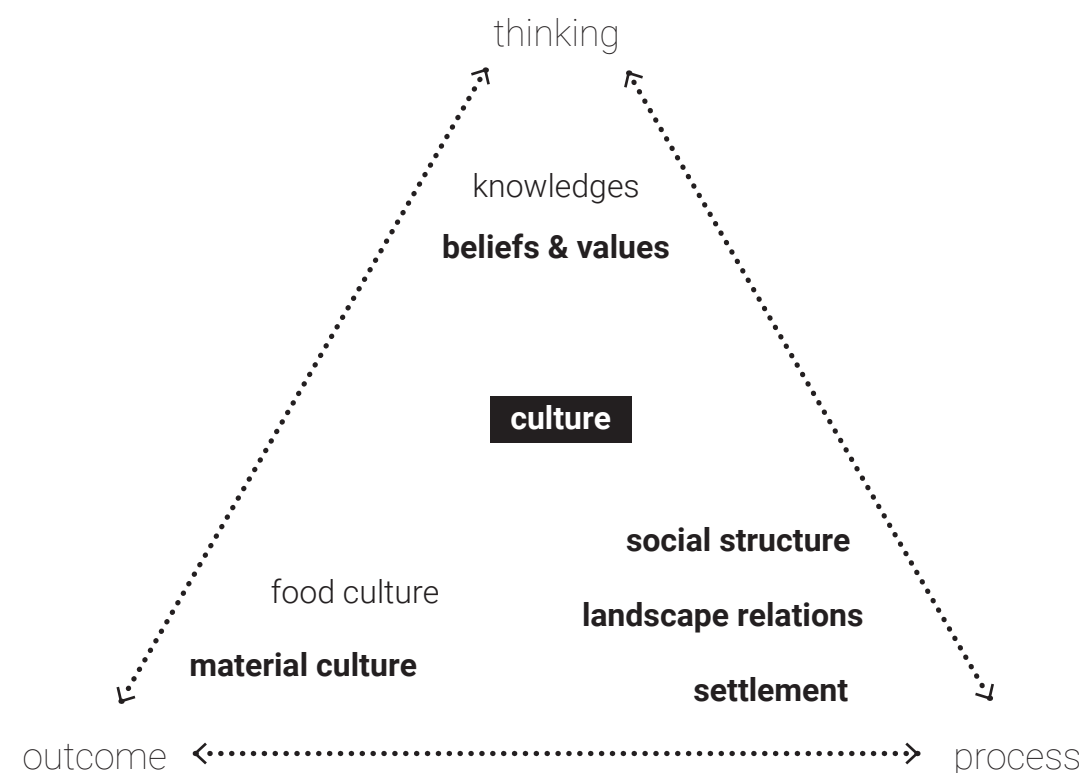 thinking
knowledges
beliefs & values
culture
social structure
food culture
landscape relations
material culture
settlement
outcome
process